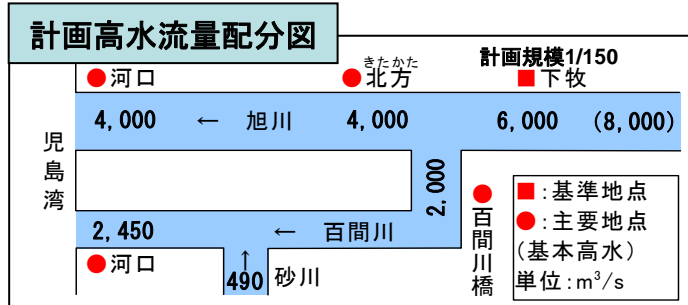 計画高水流量配分図
計画規模1/150
きたかた
●河口 ●北方 ■下牧
4,000 ← 旭川 4,000 6,000 (8,000)
児島湾
2,000
●百間川橋
2,450 ← 百間川
●河口
↑
490 砂川
■:基準地点
●:主要地点
(基本高水)
単位:m³/s